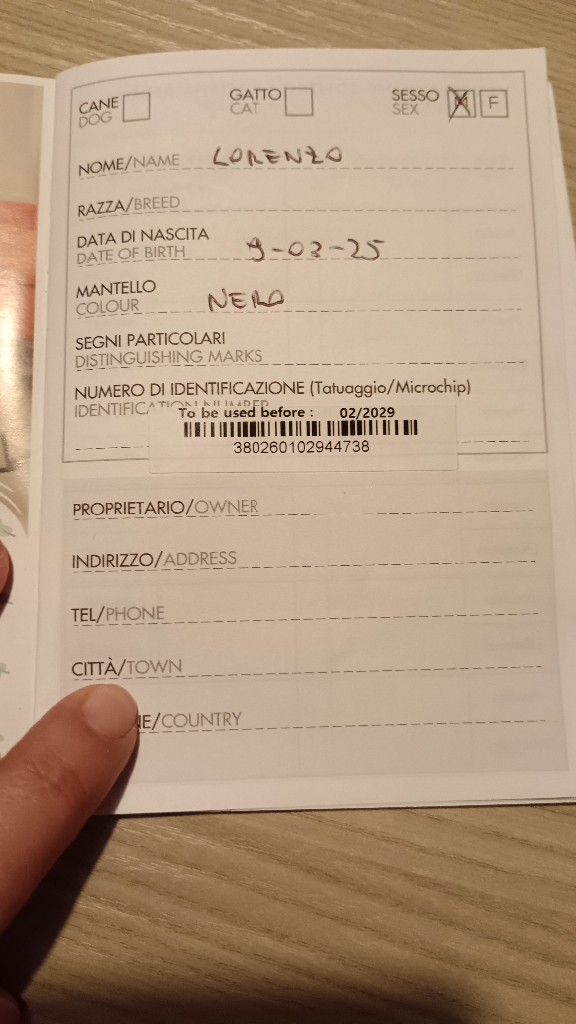 CANE GATTO SESSO M F
DOG CAT SEX
NOME/NAME LORENZO
RAZZA/BREED
DATA DI NASCITA
DATE OF BIRTH 9-03-25
MANTELLO
COLOUR NERO
SEGNI PARTICOLARI
DISTINGUISHING MARKS
NUMERO DI IDENTIFICAZIONE (Tatuaggio/Microchip)
IDENTIFICATION NUMBER
To be used before : 02/2029
380260102944738
PROPRIETARIO/OWNER
INDIRIZZO/ADDRESS
TEL/PHONE
CITTÀ/TOWN
/COUNTRY